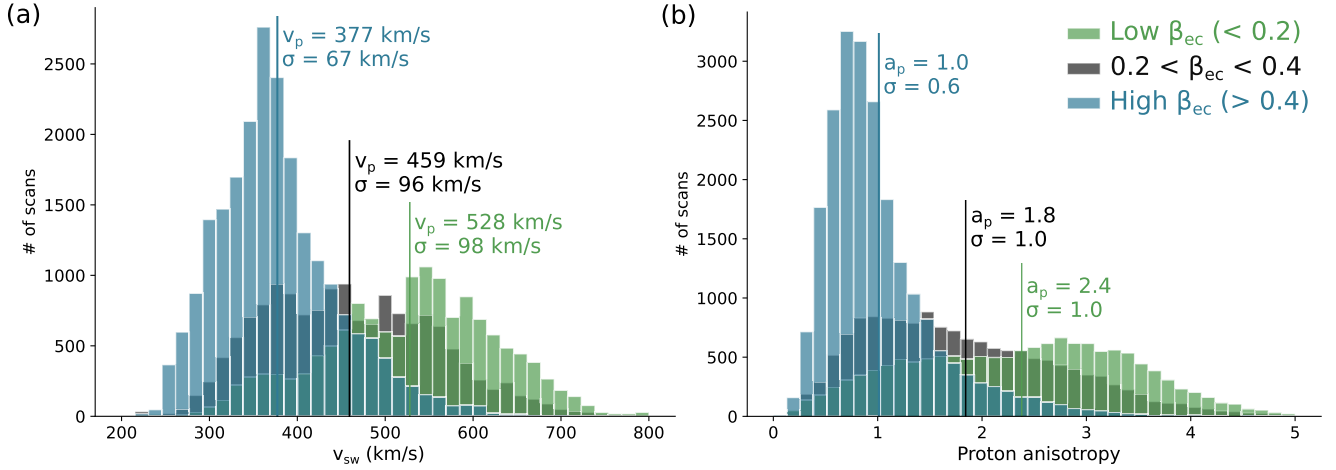 (a)
v_p = 377 km/s
σ = 67 km/s
v_p = 459 km/s
σ = 96 km/s
v_p = 528 km/s
σ = 98 km/s
# of scans
2500
2000
1500
1000
500
0
200 300 400 500 600 700 800
v_sw (km/s)
(b)
Low β_ec (< 0.2)
0.2 < β_ec < 0.4
High β_ec (> 0.4)
a_p = 1.0
σ = 0.6
a_p = 1.8
σ = 1.0
a_p = 2.4
σ = 1.0
# of scans
3000
2500
2000
1500
1000
500
0
0 1 2 3 4 5
Proton anisotropy